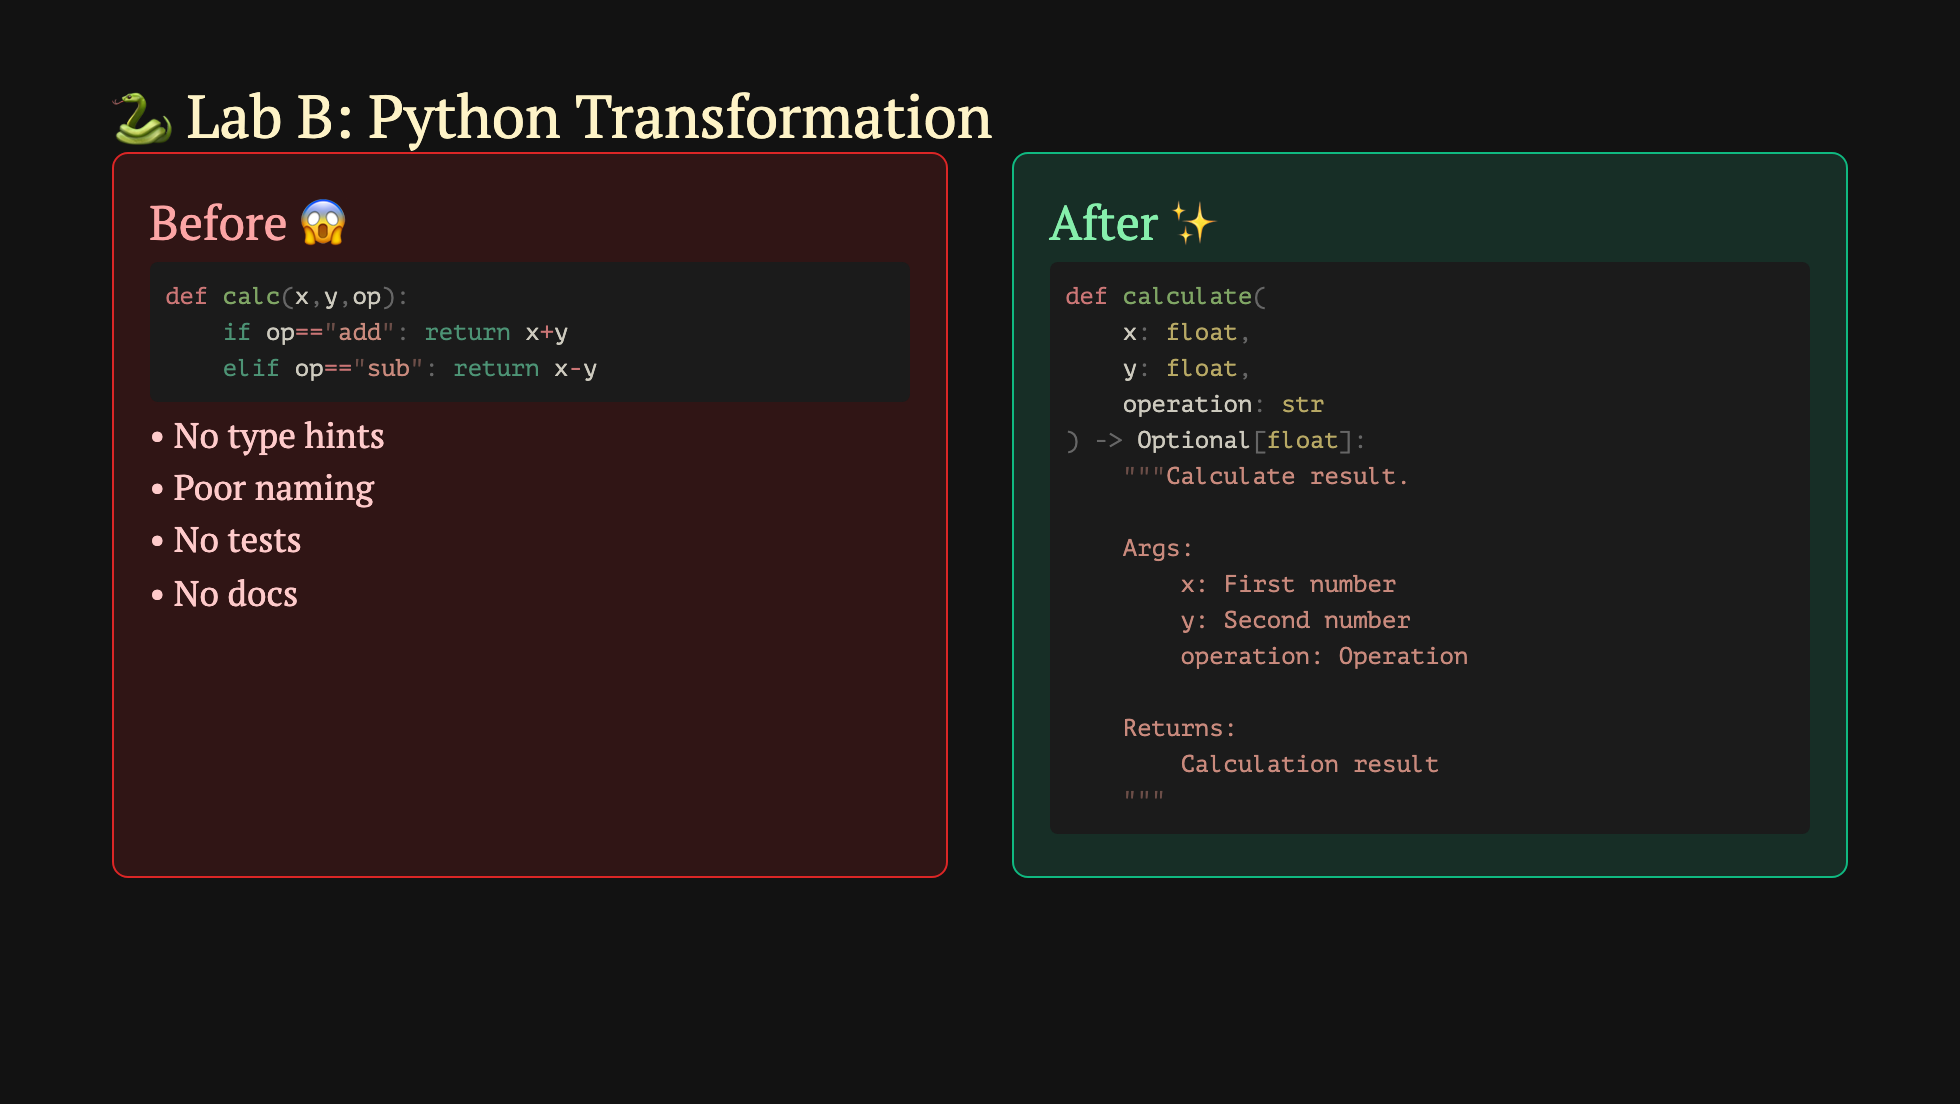 🐍 Lab B: Python Transformation
Before 😱
def calc(x,y,op):
    if op=="add": return x+y
    elif op=="sub": return x-y
• No type hints
• Poor naming
• No tests
• No docs
After ✨
def calculate(
    x: float,
    y: float,
    operation: str
) -> Optional[float]:
    """Calculate result.

    Args:
        x: First number
        y: Second number
        operation: Operation

    Returns:
        Calculation result
    """